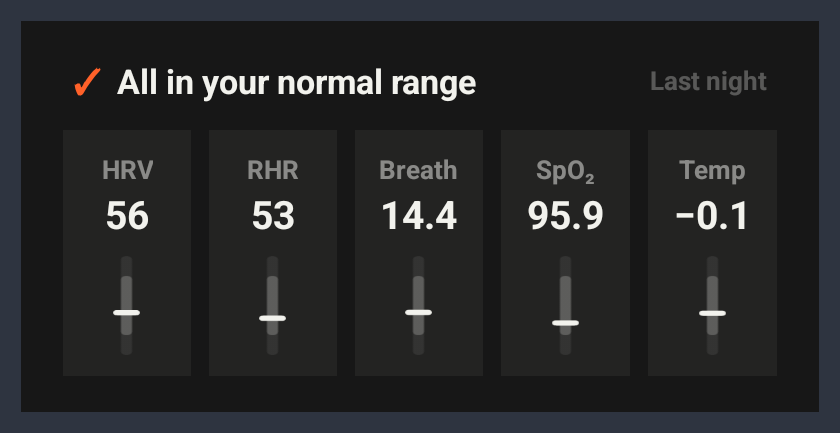 ✓ All in your normal range
Last night
HRV
56
RHR
53
Breath
14.4
SpO₂
95.9
Temp
−0.1